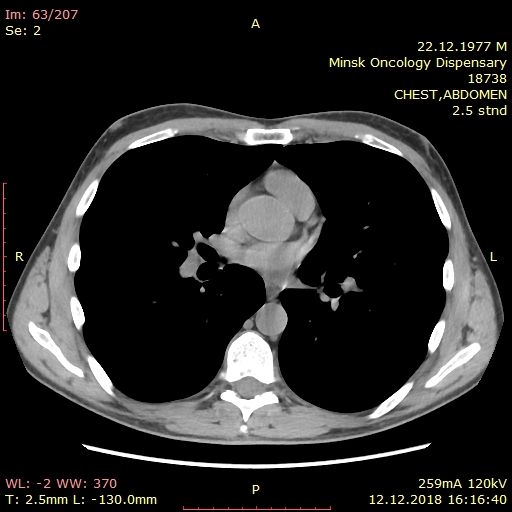 Im: 63/207
Se: 2
A
22.12.1977 M
Minsk Oncology Dispensary
18738
CHEST,ABDOMEN
2.5 stnd
R
L
WL: -2 WW: 370
T: 2.5mm L: -130.0mm
P
259mA 120kV
12.12.2018 16:16:40